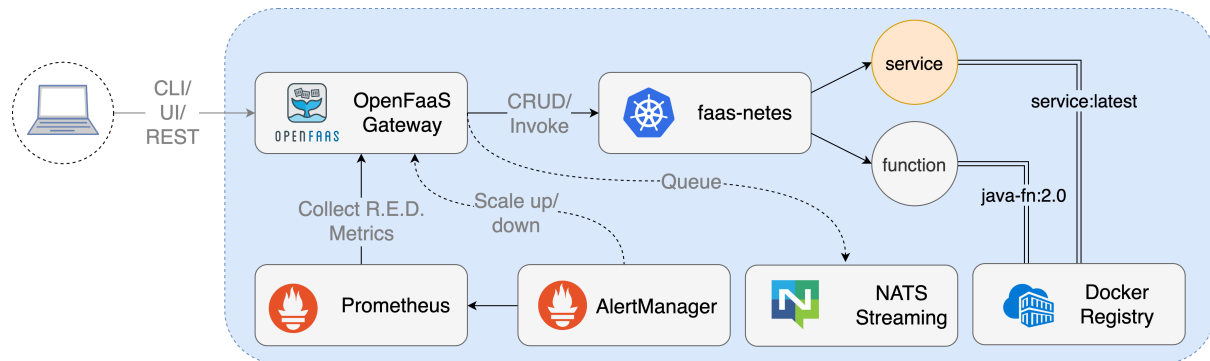 CLI/
UI/
REST
OPENFAAS
OpenFaaS
Gateway
CRUD/
Invoke
faas-netes
service
function
service:latest
java-fn:2.0
Queue
Collect R.E.D.
Metrics
Scale up/
down
Prometheus
AlertManager
N
NATS
Streaming
Docker
Registry